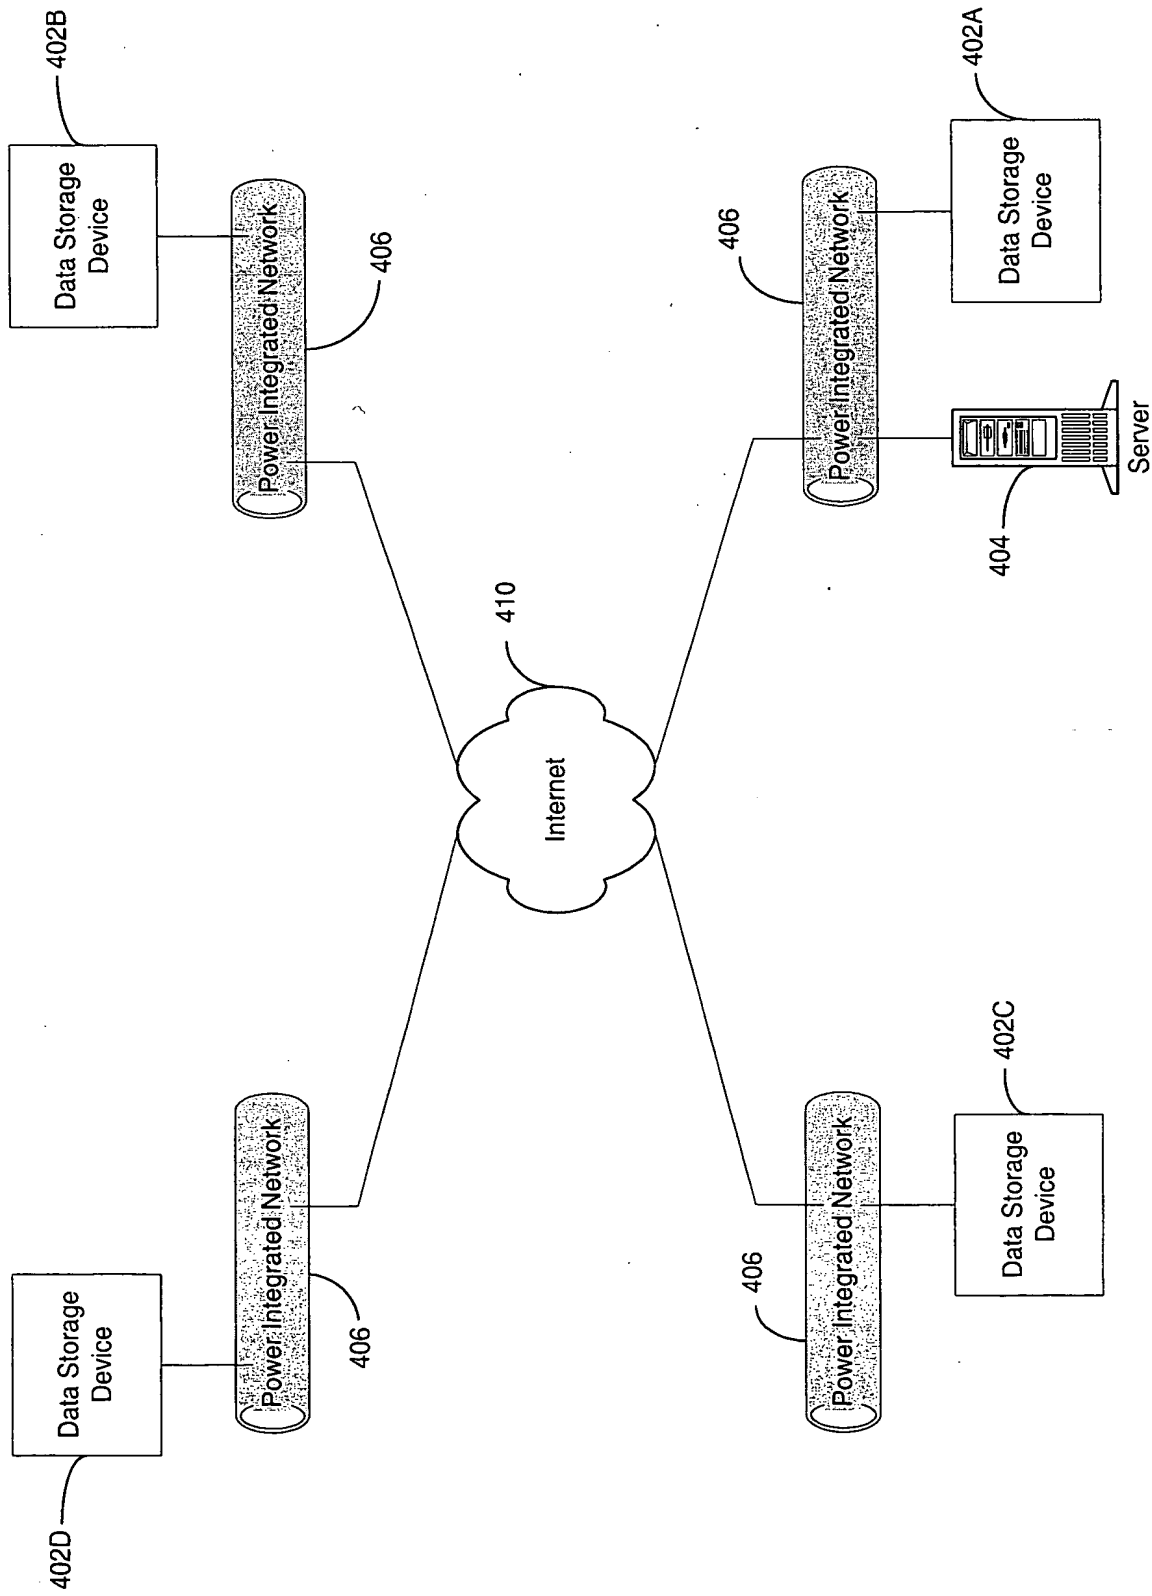 402D
Data Storage
Device
Power Integrated Network
406
Data Storage
Device
402B
Power Integrated Network
406
Internet
410
406
Power Integrated Network
Data Storage
Device
402C
406
Power Integrated Network
404
Server
Data Storage
Device
402A